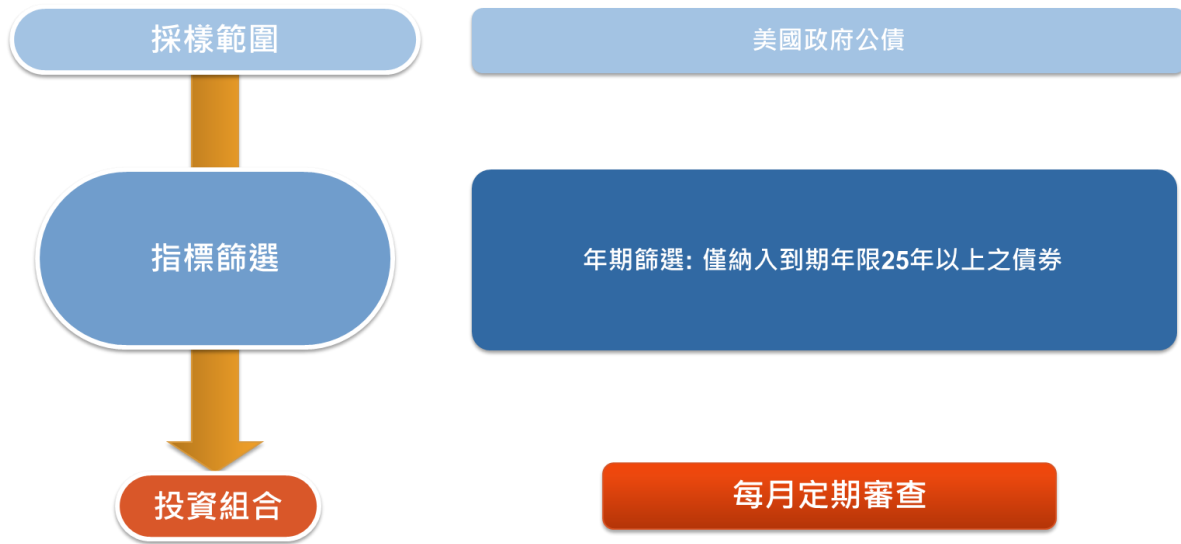 採樣範圍
美國政府公債
指標篩選
年期篩選: 僅納入到期年限25年以上之債券
投資組合
每月定期審查